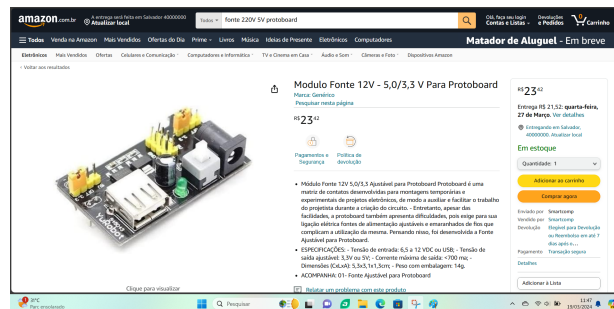 amazon.com.br
A entrega será feita em Salvador 40000000
Atualizar local
Todos
fonte 220V 5V protoboard
Olá, faça seu login
Contas e Listas
Devoluções
e Pedidos
Carrinho
Todos Venda na Amazon Mais Vendidos Ofertas do Dia Prime Livros Música Ideias de Presente Eletrônicos Computadores
Matador de Aluguel - Em breve
Eletrônicos Mais Vendidos Ofertas Celulares e Comunicação Computadores e Informática TV e Cinema em Casa Áudio e Som Câmeras e Foto Dispositivos Amazon
‹ Voltar aos resultados
Modulo Fonte 12V - 5,0/3,3 V Para Protoboard
Marca: Genérico
Pesquisar nesta página
R$2342
Pagamentos e
Segurança
Política de
devolução
• Módulo Fonte 12V 5,0/3,3 Ajustável para Protoboard Protoboard é uma
matriz de contatos desenvolvidas para montagens temporárias e
experimentais de projetos eletrônicos, de modo a auxiliar e facilitar o trabalho
do projetista durante a criação do circuito. - Entretanto, apesar das
facilidades, a protoboard também apresenta dificuldades, pois exige para sua
ligação elétrica fontes de alimentação ajustáveis e emaranhados de fios que
complicam a utilização da mesma. Pensando nisso, foi desenvolvida a Fonte
Ajustável para Protoboard.
• ESPECIFICAÇÕES: - Tensão de entrada: 6,5 a 12 VDC ou USB; - Tensão de
saída ajustável: 3,3V ou 5V; - Corrente máxima de saída: <700 ma; -
Dimensões (CxLxA): 5,3x3,1x1,3cm; - Peso com embalagem: 14g.
• ACOMPANHA: 01- Fonte Ajustável para Protoboard
Relatar um problema com este produto
Clique para visualizar
R$2342
Entrega R$ 21,52: quarta-feira,
27 de Março. Ver detalhes
Entregando em Salvador,
40000000. Atualizar local
Em estoque
Quantidade: 1
Adicionar ao carrinho
Comprar agora
Enviado por Smartcomp
Vendido por Smartcomp
Devolução Elegível para Devolução
ou Reembolso em até 7
dias após o...
Pagamento Transação segura
Detalhes
Adicionar à Lista
31°C
Parc ensolarado
Pesquisar
11:47
19/03/2024